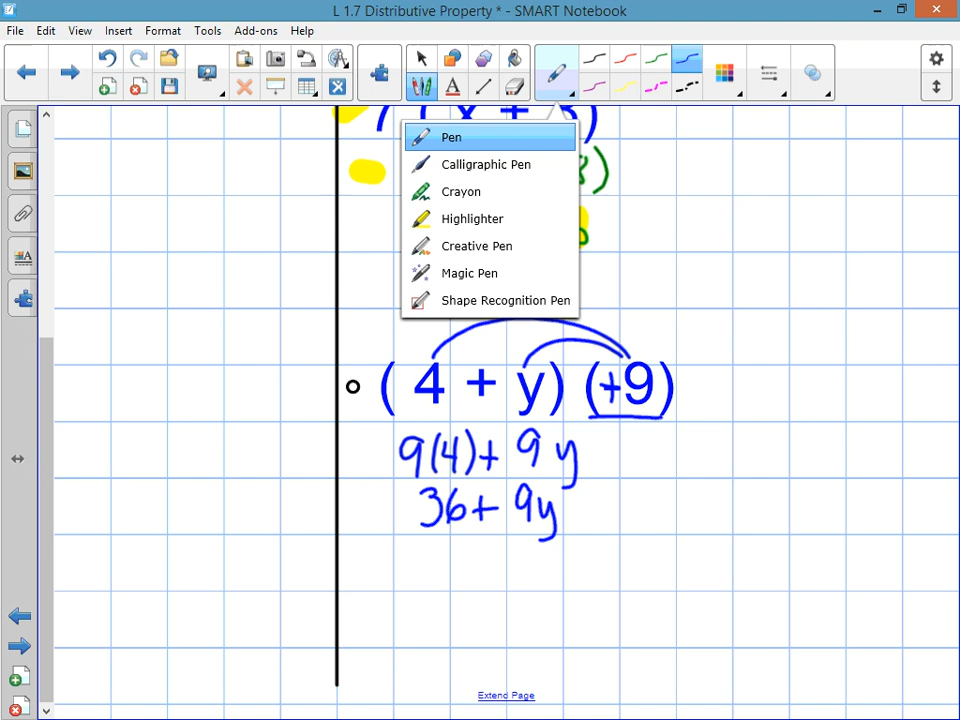 L 1.7 Distributive Property * - SMART Notebook
File Edit View Insert Format Tools Add-ons Help
Pen
Calligraphic Pen
Crayon
Highlighter
Creative Pen
Magic Pen
Shape Recognition Pen
( 4 + y) (+9)
9(4)+ 9y
36+ 9y
Extend Page